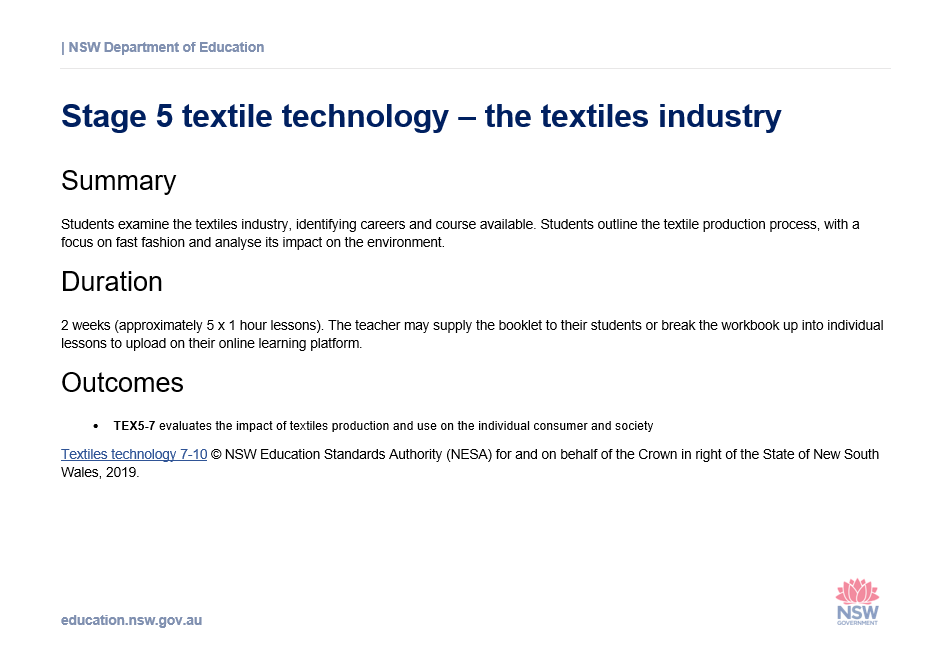 | NSW Department of Education
Stage 5 textile technology – the textiles industry
Summary
Students examine the textiles industry, identifying careers and course available. Students outline the textile production process, with a
focus on fast fashion and analyse its impact on the environment.
Duration
2 weeks (approximately 5 x 1 hour lessons). The teacher may supply the booklet to their students or break the workbook up into individual
lessons to upload on their online learning platform.
Outcomes
• TEX5-7 evaluates the impact of textiles production and use on the individual consumer and society
Textiles technology 7-10 © NSW Education Standards Authority (NESA) for and on behalf of the Crown in right of the State of New South
Wales, 2019.
education.nsw.gov.au
NSW
GOVERNMENT